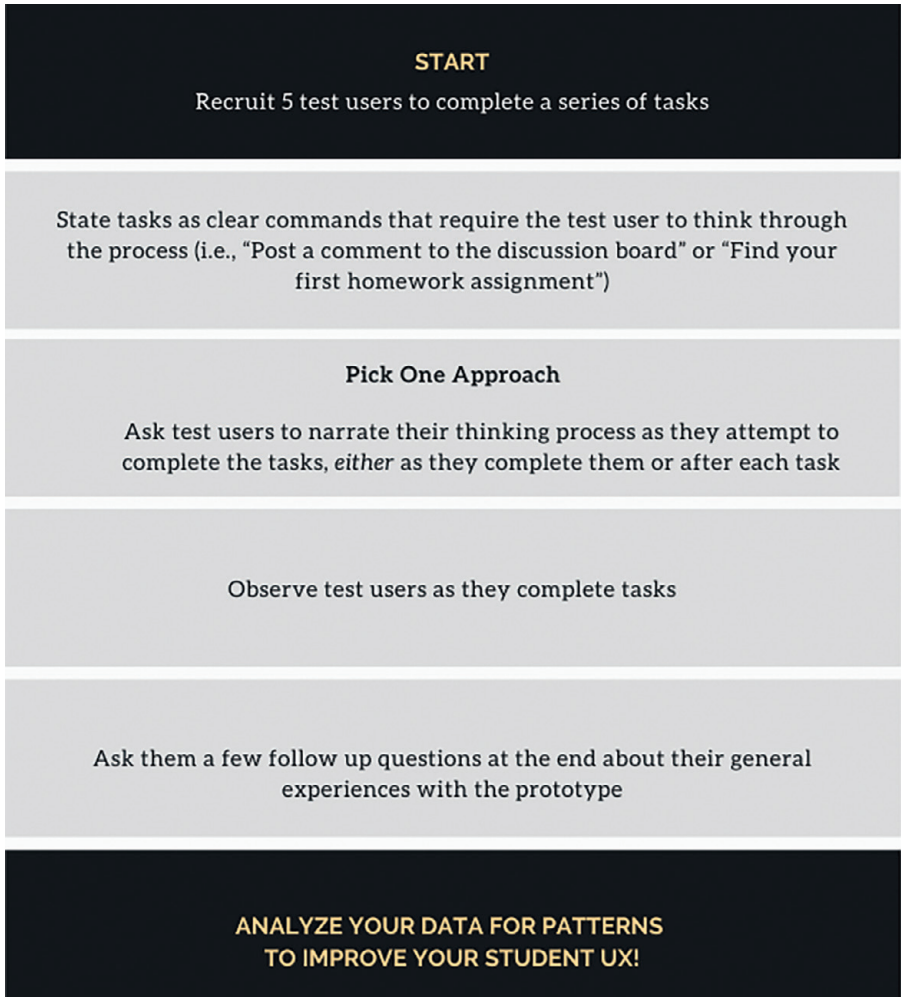 START
Recruit 5 test users to complete a series of tasks
State tasks as clear commands that require the test user to think through
the process (i.e., “Post a comment to the discussion board” or “Find your
first homework assignment”)
Pick One Approach
Ask test users to narrate their thinking process as they attempt to
complete the tasks, either as they complete them or after each task
Observe test users as they complete tasks
Ask them a few follow up questions at the end about their general
experiences with the prototype
ANALYZE YOUR DATA FOR PATTERNS
TO IMPROVE YOUR STUDENT UX!